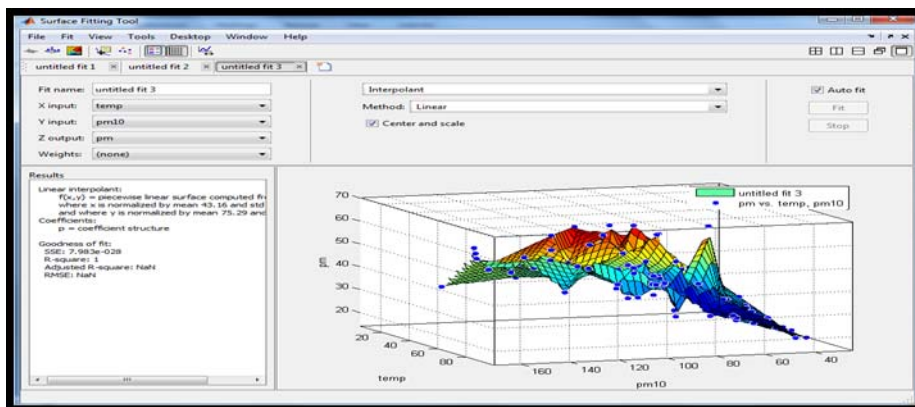 Surface Fitting Tool
File Fit View Tools Desktop Window Help
untitled fit 1 untitled fit 2 untitled fit 3
Fit name: untitled fit 3
X input: temp
Y input: pm10
Z output: pm
Weights: (none)
Interpolant
Method: Linear
Center and scale
Auto fit
Fit
Stop
Results
Linear interpolant:
f(x,y) = piecewise linear surface computed fr
where x is normalized by mean 43.16 and std
and where y is normalized by mean 75.29 and
Coefficients:
p = coefficient structure
Goodness of fit:
SSE: 7.983e-028
R-square: 1
Adjusted R-square: NaN
RMSE: NaN
untitled fit 3
pm vs. temp, pm10
70
60
50
40
30
20
pm
20 40 60 80
temp
160 140 120 100 80 60 40
pm10